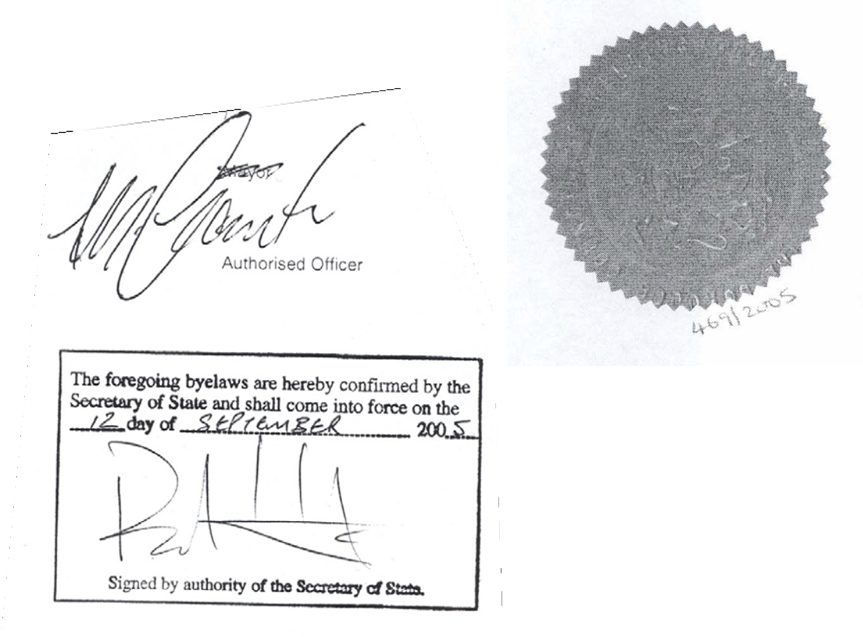 Mayor
Authorised Officer
469/2005
The foregoing byelaws are hereby confirmed by the
Secretary of State and shall come into force on the
12 day of SEPTEMBER 2005
Signed by authority of the Secretary of State.